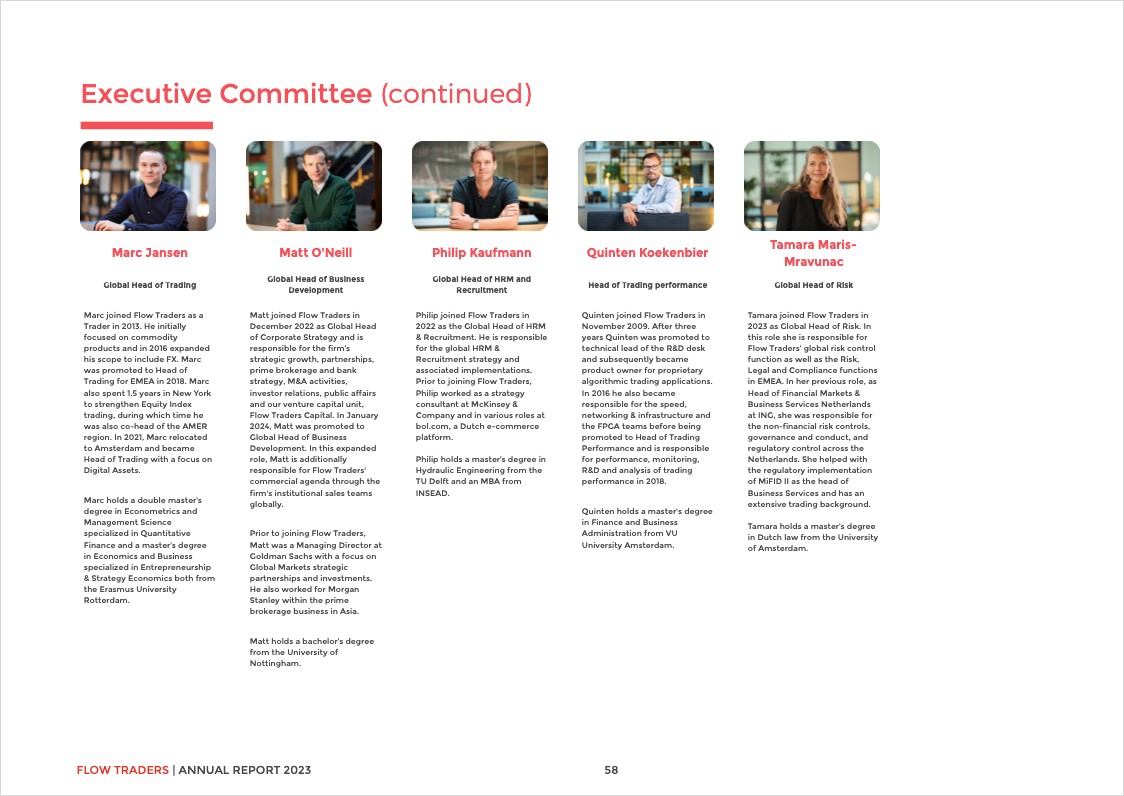 Executive Committee (continued)
Marc Jansen
Global Head of Trading
Marc joined Flow Traders as a
Trader in 2013. He initially
focused on commodity
products and in 2016 expanded
his scope to include FX. Marc
was promoted to Head of
Trading for EMEA in 2018. Marc
also spent 1.5 years in New York
to strengthen Equity Index
trading, during which time he
was also co-head of the AMER
region. In 2021, Marc relocated
to Amsterdam and became
Head of Trading with a focus on
Digital Assets.
Marc holds a double master's
degree in Econometrics and
Management Science
specialized in Quantitative
Finance and a master's degree
in Economics and Business
specialized in Entrepreneurship
& Strategy Economics both from
the Erasmus University
Rotterdam.
Matt O'Neill
Global Head of Business
Development
Matt joined Flow Traders in
December 2022 as Global Head
of Corporate Strategy and is
responsible for the firm's
strategic growth, partnerships,
prime brokerage and bank
strategy, M&A activities,
investor relations, public affairs
and our venture capital unit,
Flow Traders Capital. In January
2024, Matt was promoted to
Global Head of Business
Development. In this expanded
role, Matt is additionally
responsible for Flow Traders'
commercial agenda through the
firm's institutional sales teams
globally.
Prior to joining Flow Traders,
Matt was a Managing Director at
Goldman Sachs with a focus on
Global Markets strategic
partnerships and investments.
He also worked for Morgan
Stanley within the prime
brokerage business in Asia.
Matt holds a bachelor's degree
from the University of
Nottingham.
Philip Kaufmann
Global Head of HRM and
Recruitment
Philip joined Flow Traders in
2022 as the Global Head of HRM
& Recruitment. He is responsible
for the global HRM &
Recruitment strategy and
associated implementations.
Prior to joining Flow Traders,
Philip worked as a strategy
consultant at McKinsey &
Company and in various roles at
bol.com, a Dutch e-commerce
platform.
Philip holds a master's degree in
Hydraulic Engineering from the
TU Delft and an MBA from
INSEAD.
Quinten Koekenbier
Head of Trading performance
Quinten joined Flow Traders in
November 2009. After three
years Quinten was promoted to
technical lead of the R&D desk
and subsequently became
product owner for proprietary
algorithmic trading applications.
In 2016 he also became
responsible for the speed,
networking & infrastructure and
the FPGA teams before being
promoted to Head of Trading
Performance and is responsible
for performance, monitoring,
R&D and analysis of trading
performance in 2018.
Quinten holds a master's degree
in Finance and Business
Administration from VU
University Amsterdam.
Tamara Maris-
Mravunac
Global Head of Risk
Tamara joined Flow Traders in
2023 as Global Head of Risk. In
this role she is responsible for
Flow Traders' global risk control
function as well as the Risk,
Legal and Compliance functions
in EMEA. In her previous role, as
Head of Financial Markets &
Business Services Netherlands
at ING, she was responsible for
the non-financial risk controls,
governance and conduct, and
regulatory control across the
Netherlands. She helped with
the regulatory implementation
of MiFID II as the head of
Business Services and has an
extensive trading background.
Tamara holds a master's degree
in Dutch law from the University
of Amsterdam.
FLOW TRADERS | ANNUAL REPORT 2023
58